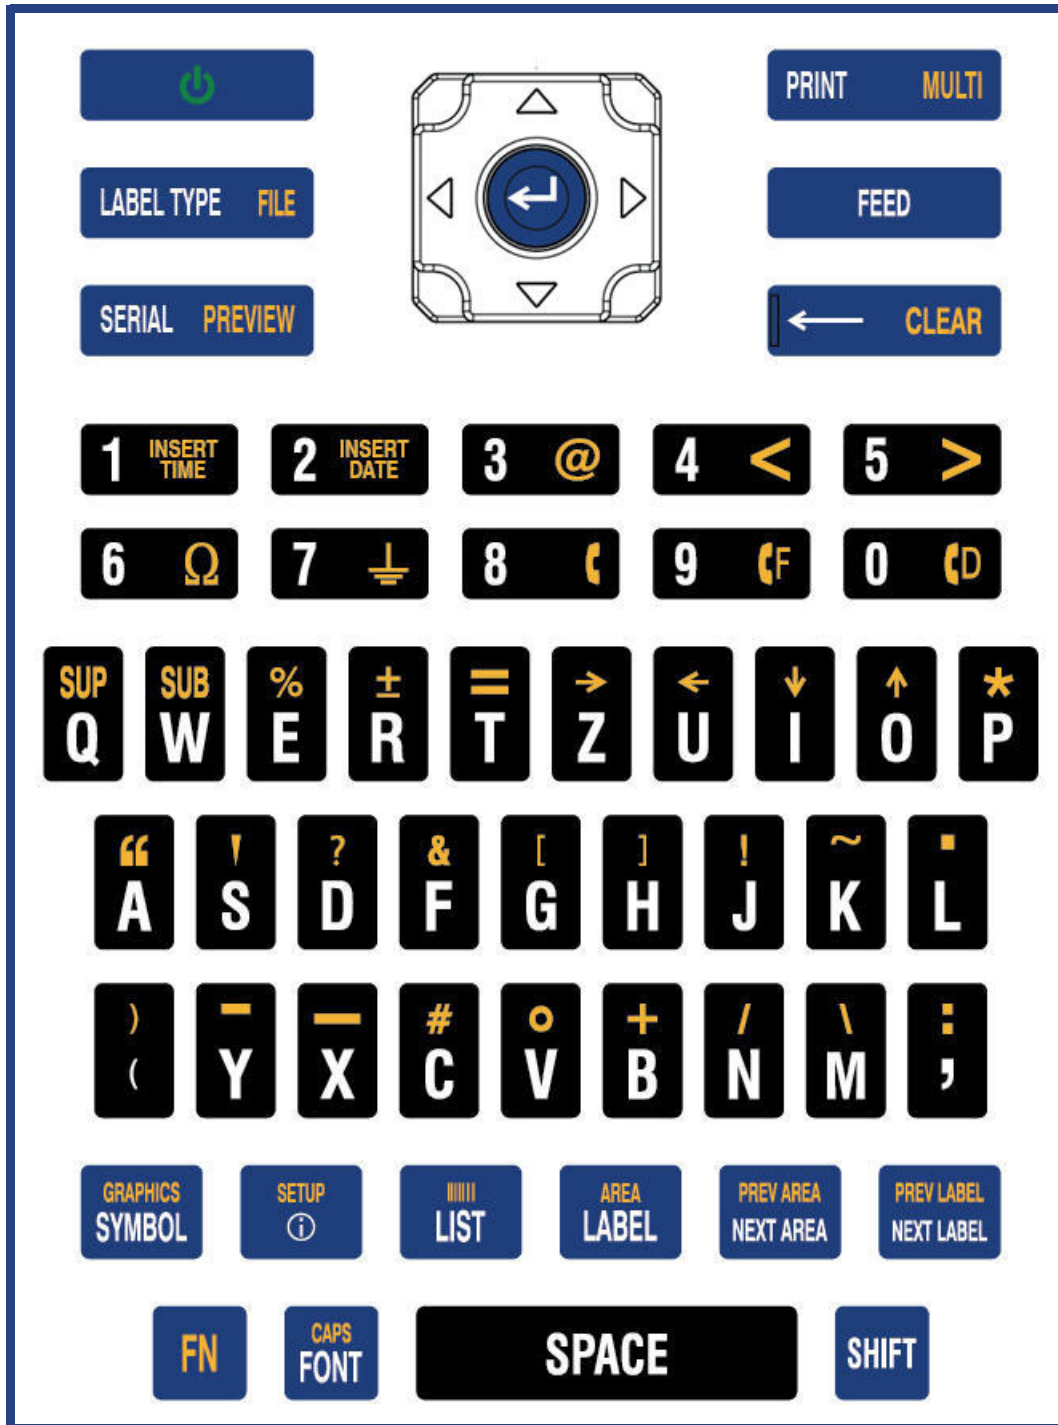 PRINT MULTI
LABEL TYPE FILE
FEED
SERIAL PREVIEW
← CLEAR
1 INSERT TIME 2 INSERT DATE 3 @ 4 < 5 >
6 Ω 7 ⏚ 8 9 F 0 D
SUP SUB % ± = → ← ↓ ↑ *
Q W E R T Z U I O P
“ ' ? & [ ] ! ~ .
A S D F G H J K L
) - — # ° + / \ :
( Y X C V B N M ,
GRAPHICS SETUP AREA PREV AREA PREV LABEL
SYMBOL ⓘ LIST LABEL NEXT AREA NEXT LABEL
CAPS
FN FONT SPACE SHIFT